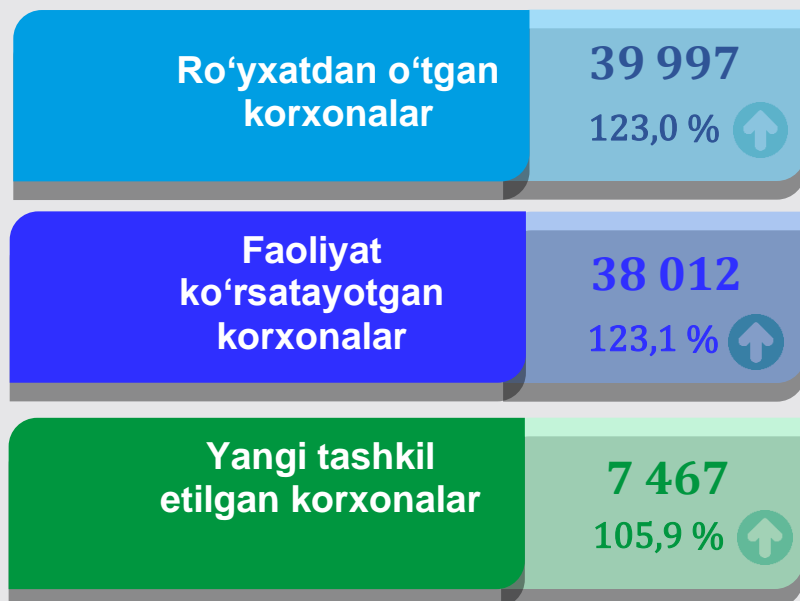 Ro‘yxatdan o‘tgan
korxonalar
39 997
123,0 %
Faoliyat
ko‘rsatayotgan
korxonalar
38 012
123,1 %
Yangi tashkil
etilgan korxonalar
7 467
105,9 %